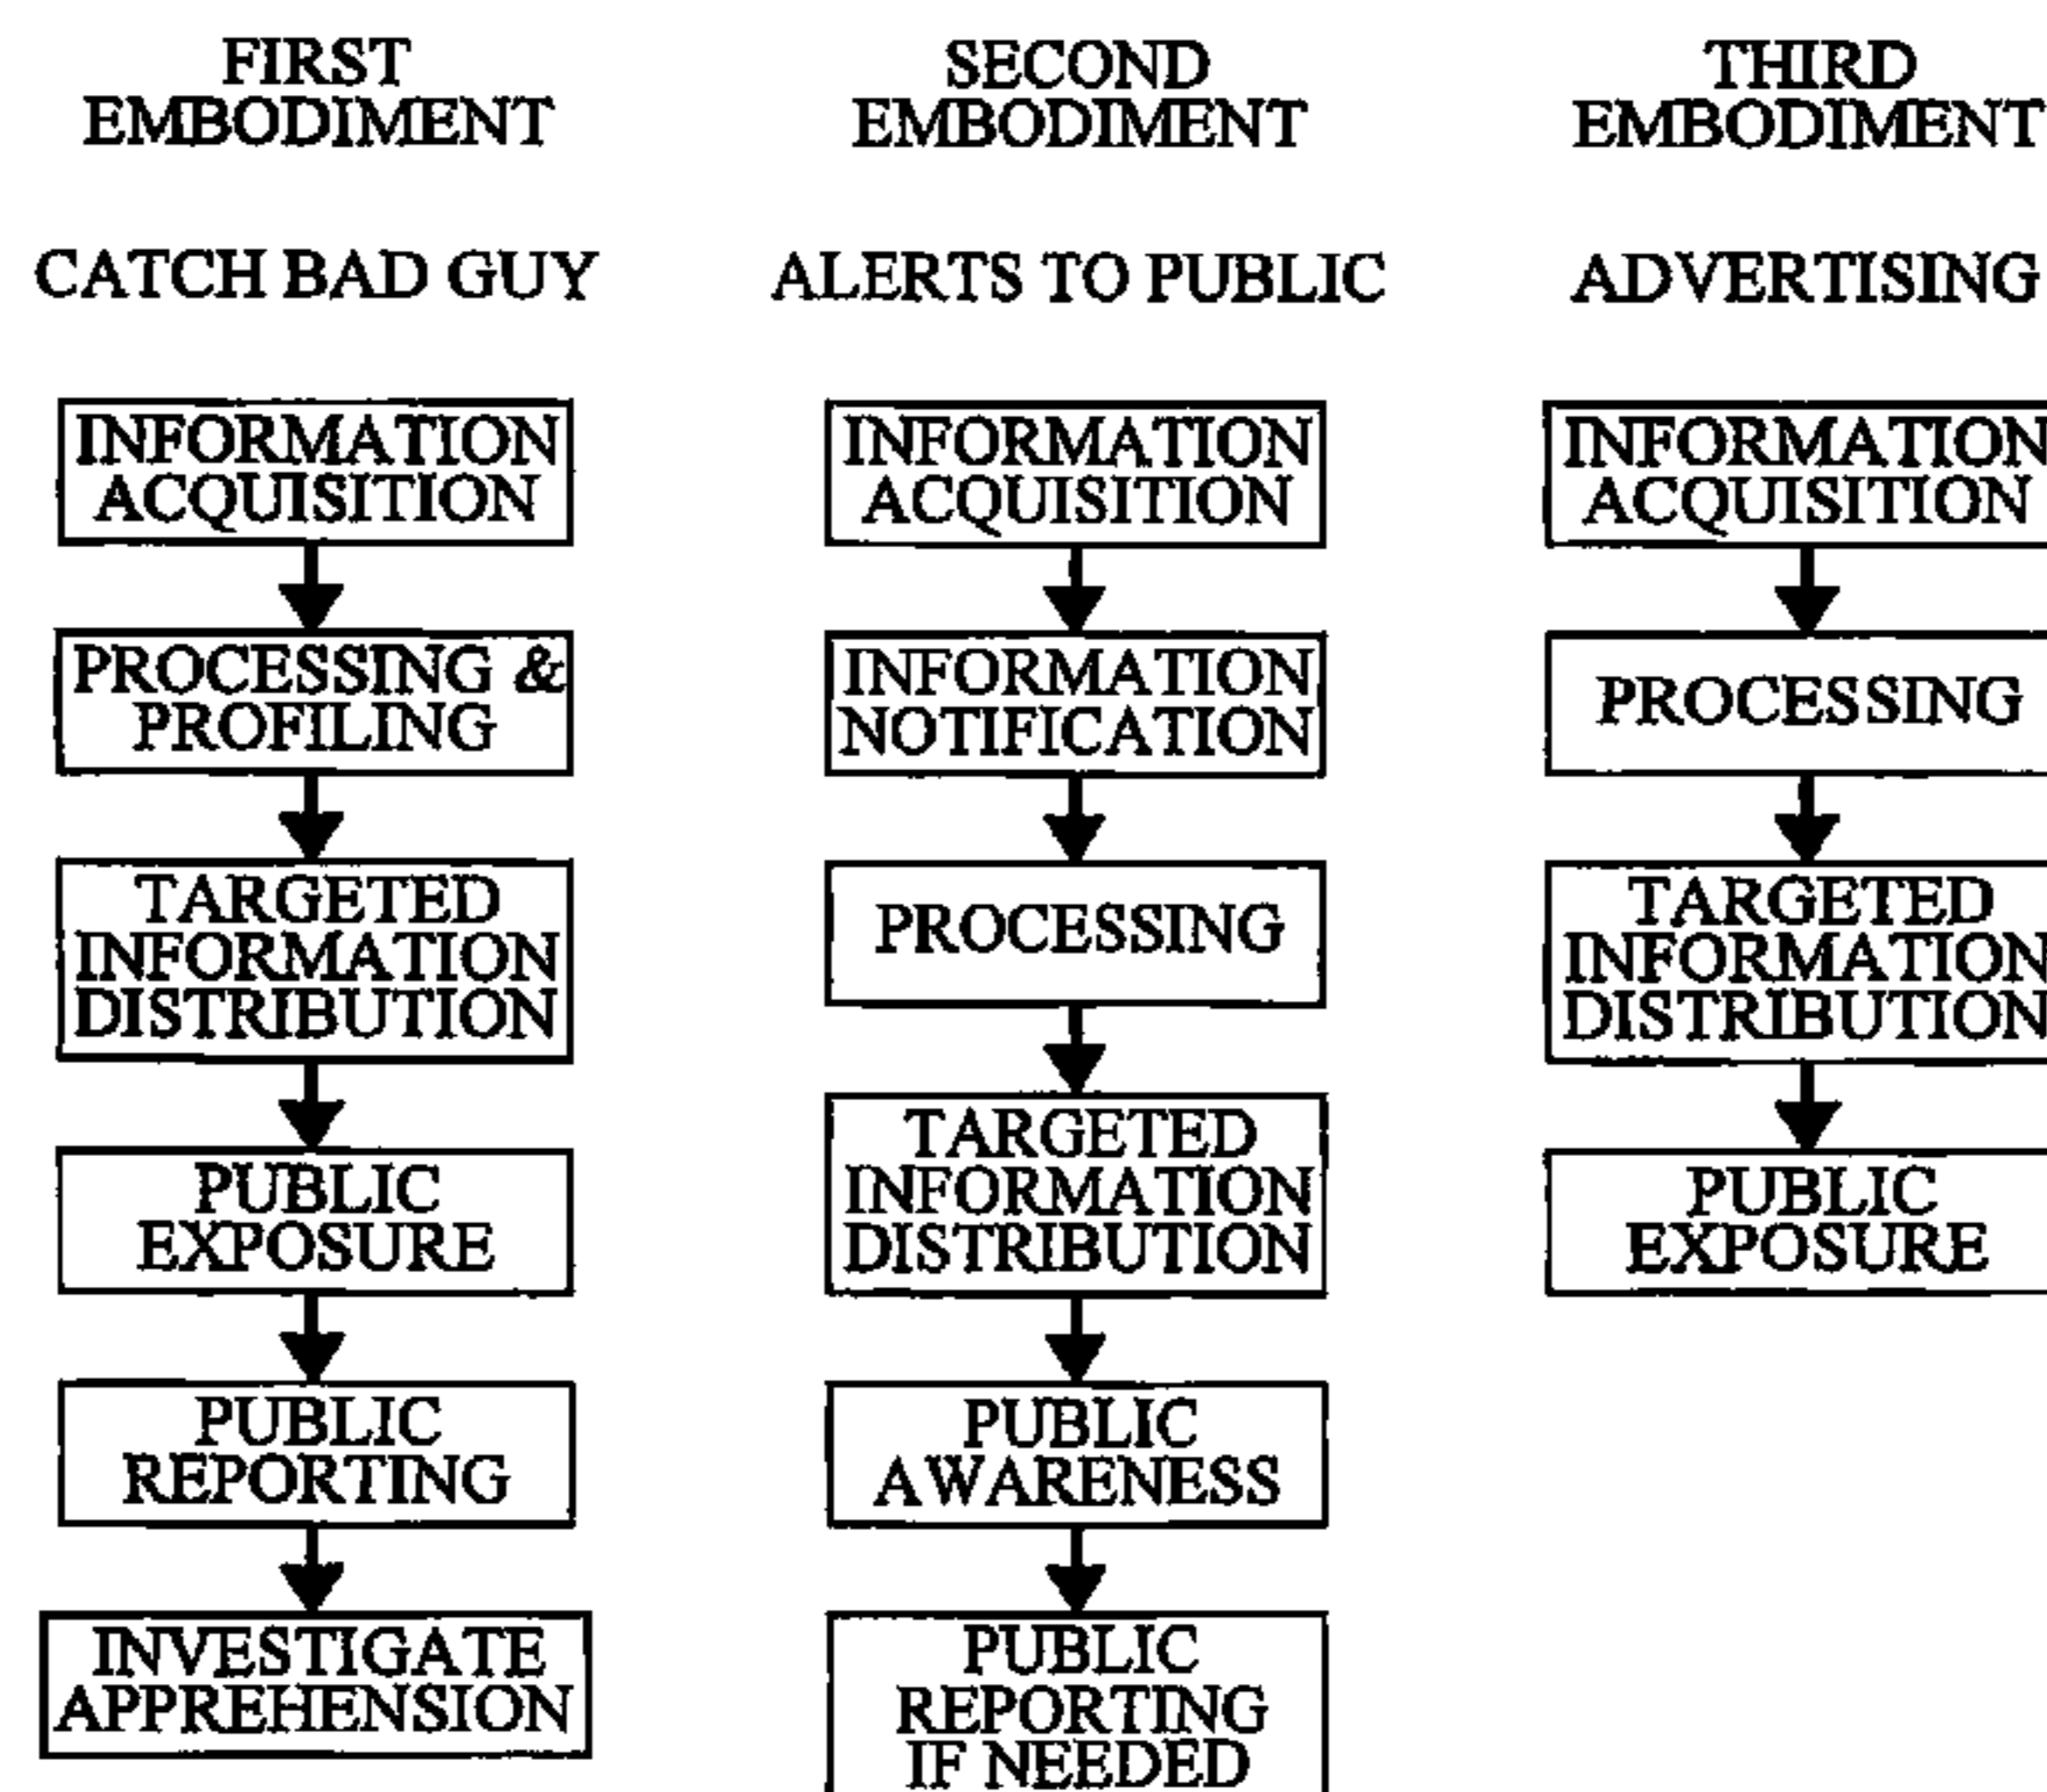 FIRST
EMBODIMENT
CATCH BAD GUY
INFORMATION
ACQUISITION
PROCESSING &
PROFILING
TARGETED
INFORMATION
DISTRIBUTION
PUBLIC
EXPOSURE
PUBLIC
REPORTING
INVESTIGATE
APPREHENSION
SECOND
EMBODIMENT
ALERTS TO PUBLIC
INFORMATION
ACQUISITION
INFORMATION
NOTIFICATION
PROCESSING
TARGETED
INFORMATION
DISTRIBUTION
PUBLIC
AWARENESS
PUBLIC
REPORTING
IF NEEDED
THIRD
EMBODIMENT
ADVERTISING
INFORMATION
ACQUISITION
PROCESSING
TARGETED
INFORMATION
DISTRIBUTION
PUBLIC
EXPOSURE